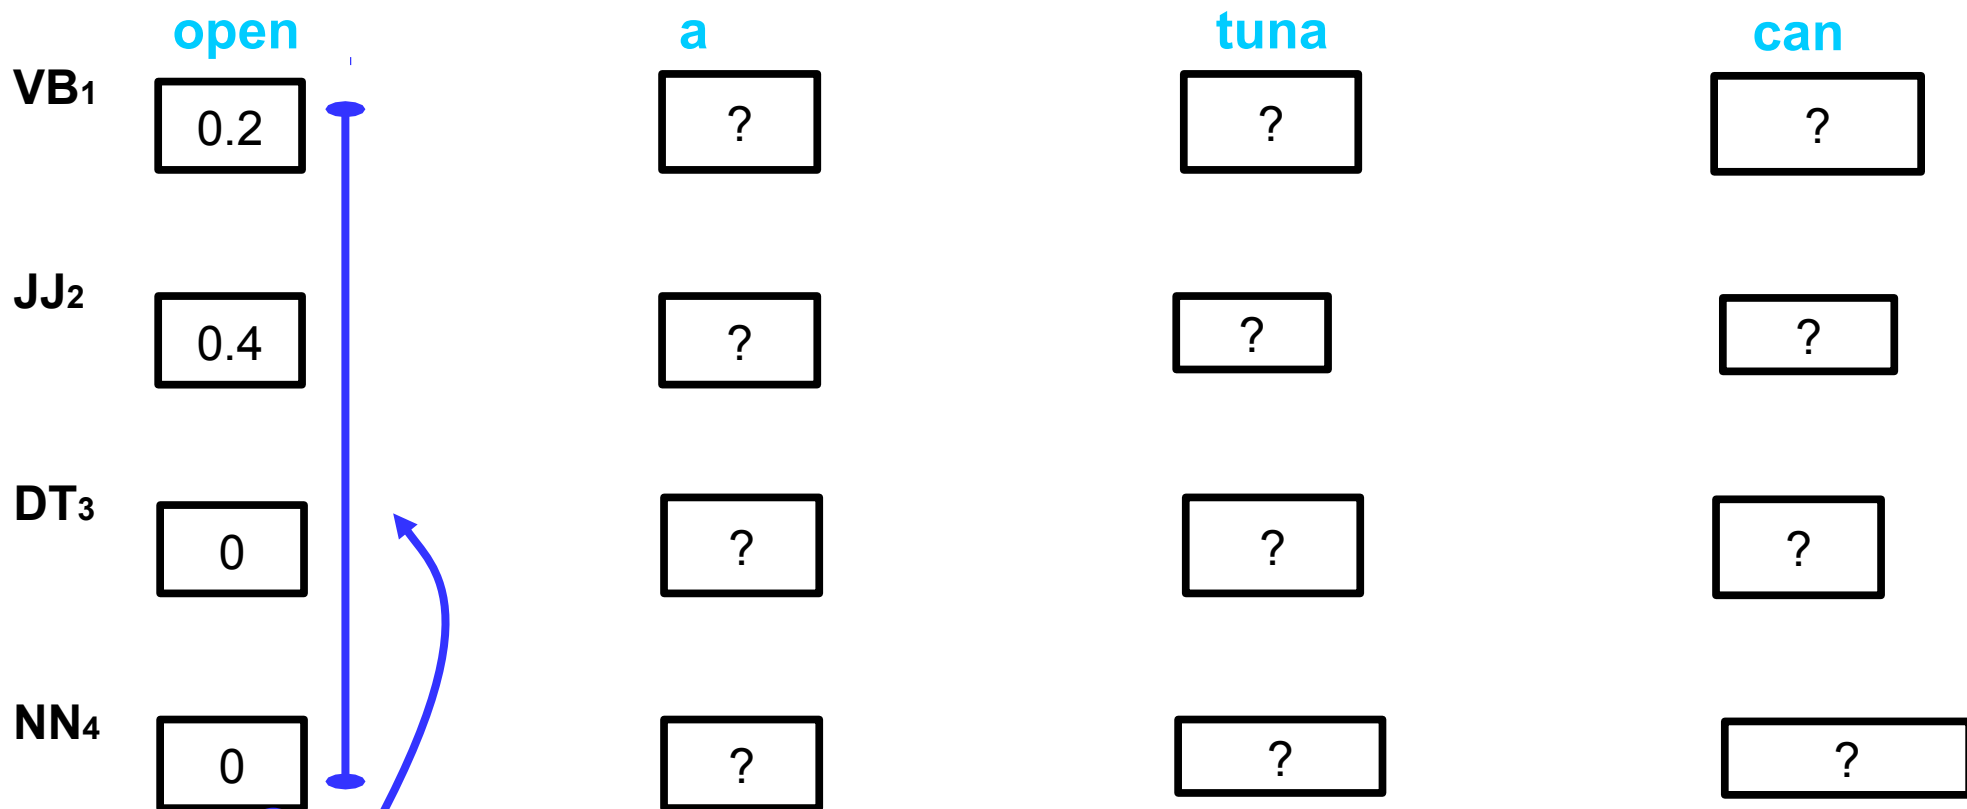 open a tuna can
VB1 0.2 ? ? ?
JJ2 0.4 ? ? ?
DT3 0 ? ? ?
NN4 0 ? ? ?